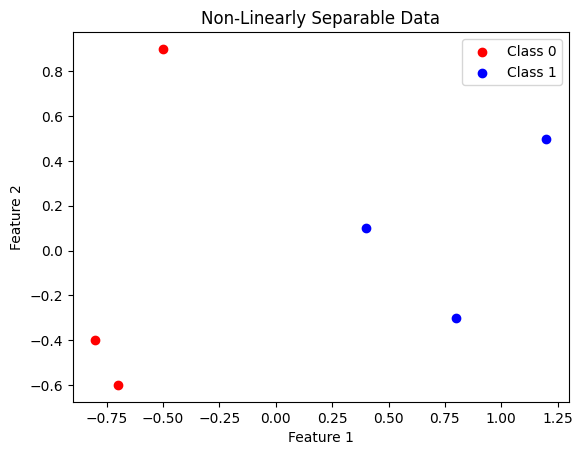 Non-Linearly Separable Data
Class 0
Class 1
Feature 2
0.8
0.6
0.4
0.2
0.0
−0.2
−0.4
−0.6
−0.75 −0.50 −0.25 0.00 0.25 0.50 0.75 1.00 1.25
Feature 1